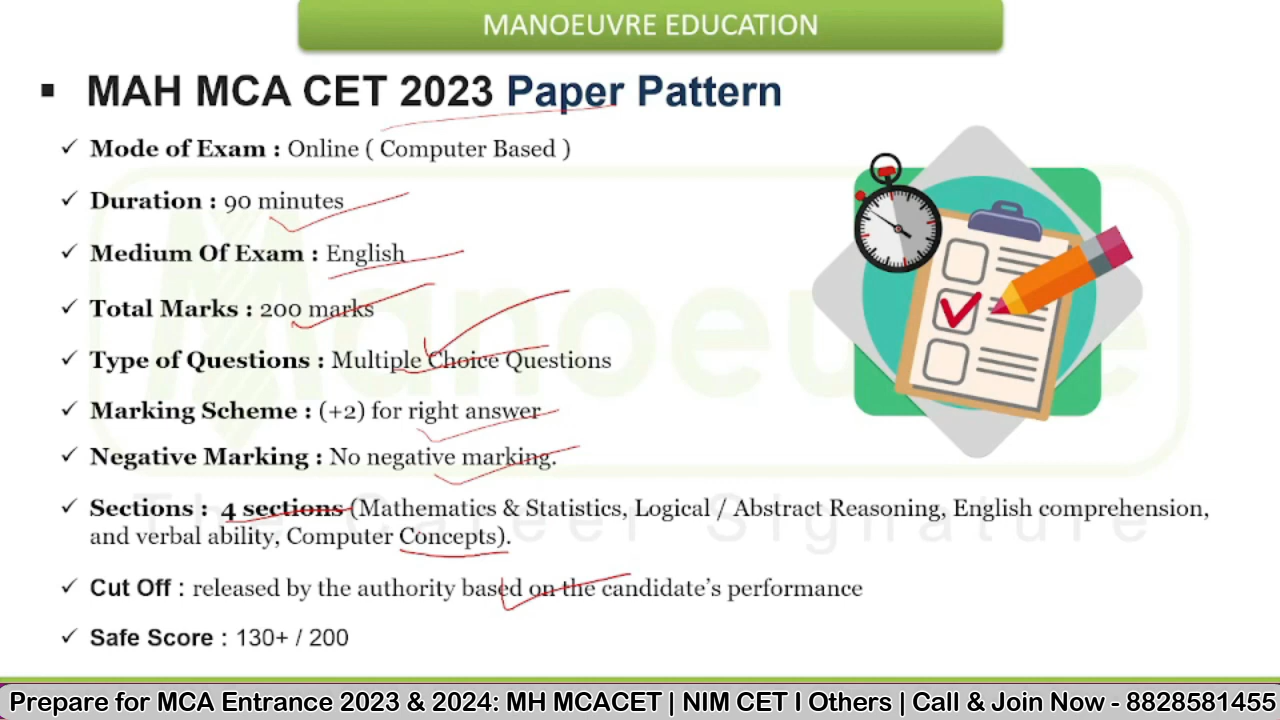 MANOEUVRE EDUCATION
MAH MCA CET 2023 Paper Pattern
Mode of Exam : Online ( Computer Based )
Duration : 90 minutes
Medium Of Exam : English
Total Marks : 200 marks
Type of Questions : Multiple Choice Questions
Marking Scheme : (+2) for right answer
Negative Marking : No negative marking.
Sections : 4 sections (Mathematics & Statistics, Logical / Abstract Reasoning, English comprehension,
and verbal ability, Computer Concepts).
Cut Off : released by the authority based on the candidate's performance
Safe Score : 130+ / 200
Manoeuvre
The Career Signature
Prepare for MCA Entrance 2023 & 2024: MH MCACET | NIM CET I Others | Call & Join Now - 8828581455